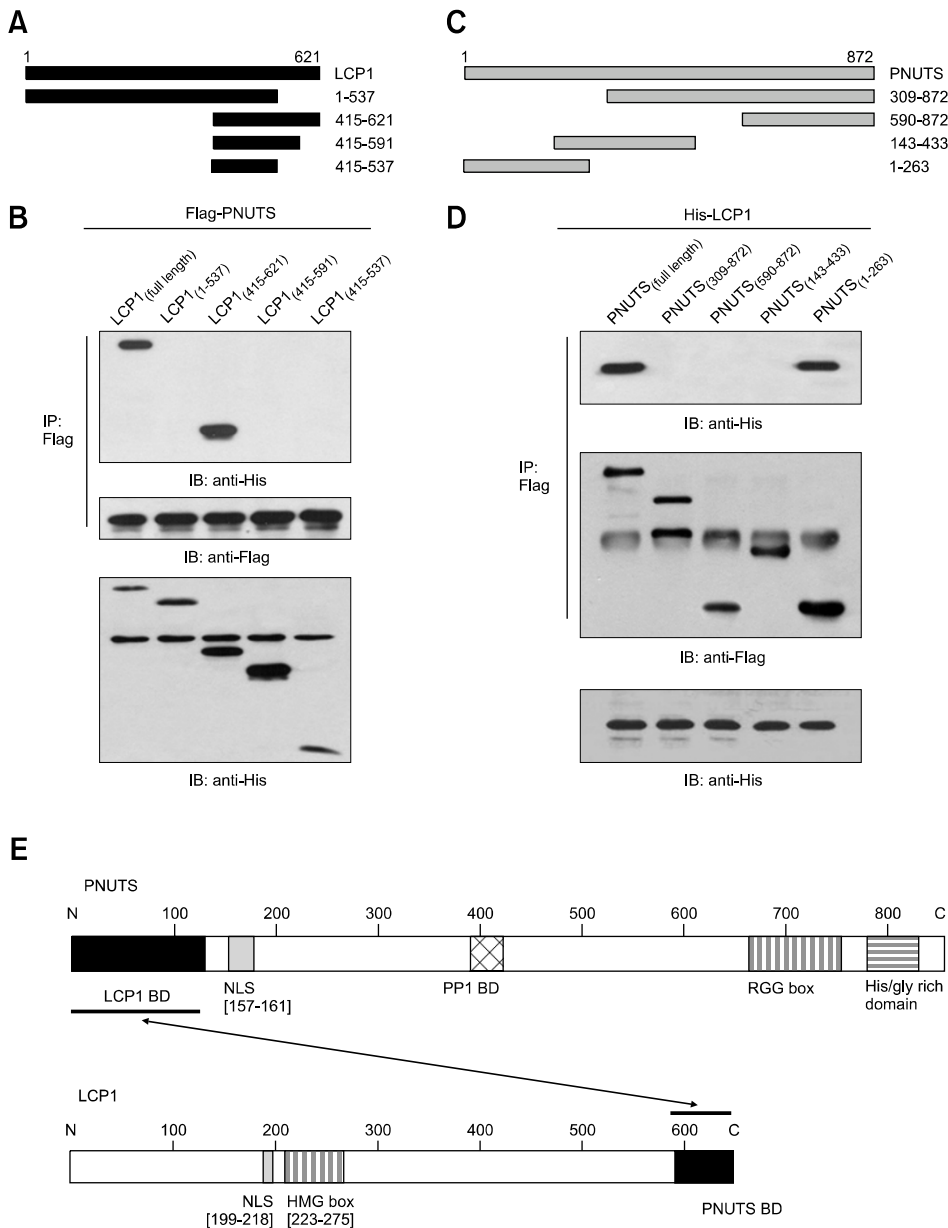 A
1 621
LCP1
1-537
415-621
415-591
415-537
C
1 872
PNUTS
309-872
590-872
143-433
1-263
B
Flag-PNUTS
LCP1(full length)
LCP1(1-537)
LCP1(415-621)
LCP1(415-591)
LCP1(415-537)
IP:
Flag
IB: anti-His
IB: anti-Flag
IB: anti-His
D
His-LCP1
PNUTS(full length)
PNUTS(309-872)
PNUTS(590-872)
PNUTS(143-433)
PNUTS(1-263)
IB: anti-His
IP:
Flag
IB: anti-Flag
IB: anti-His
E
PNUTS
N 100 200 300 400 500 600 700 800 C
LCP1 BD
NLS
[157-161]
PP1 BD
RGG box
His/gly rich
domain
LCP1
N 100 200 300 400 500 600 C
NLS
[199-218]
HMG box
[223-275]
PNUTS BD